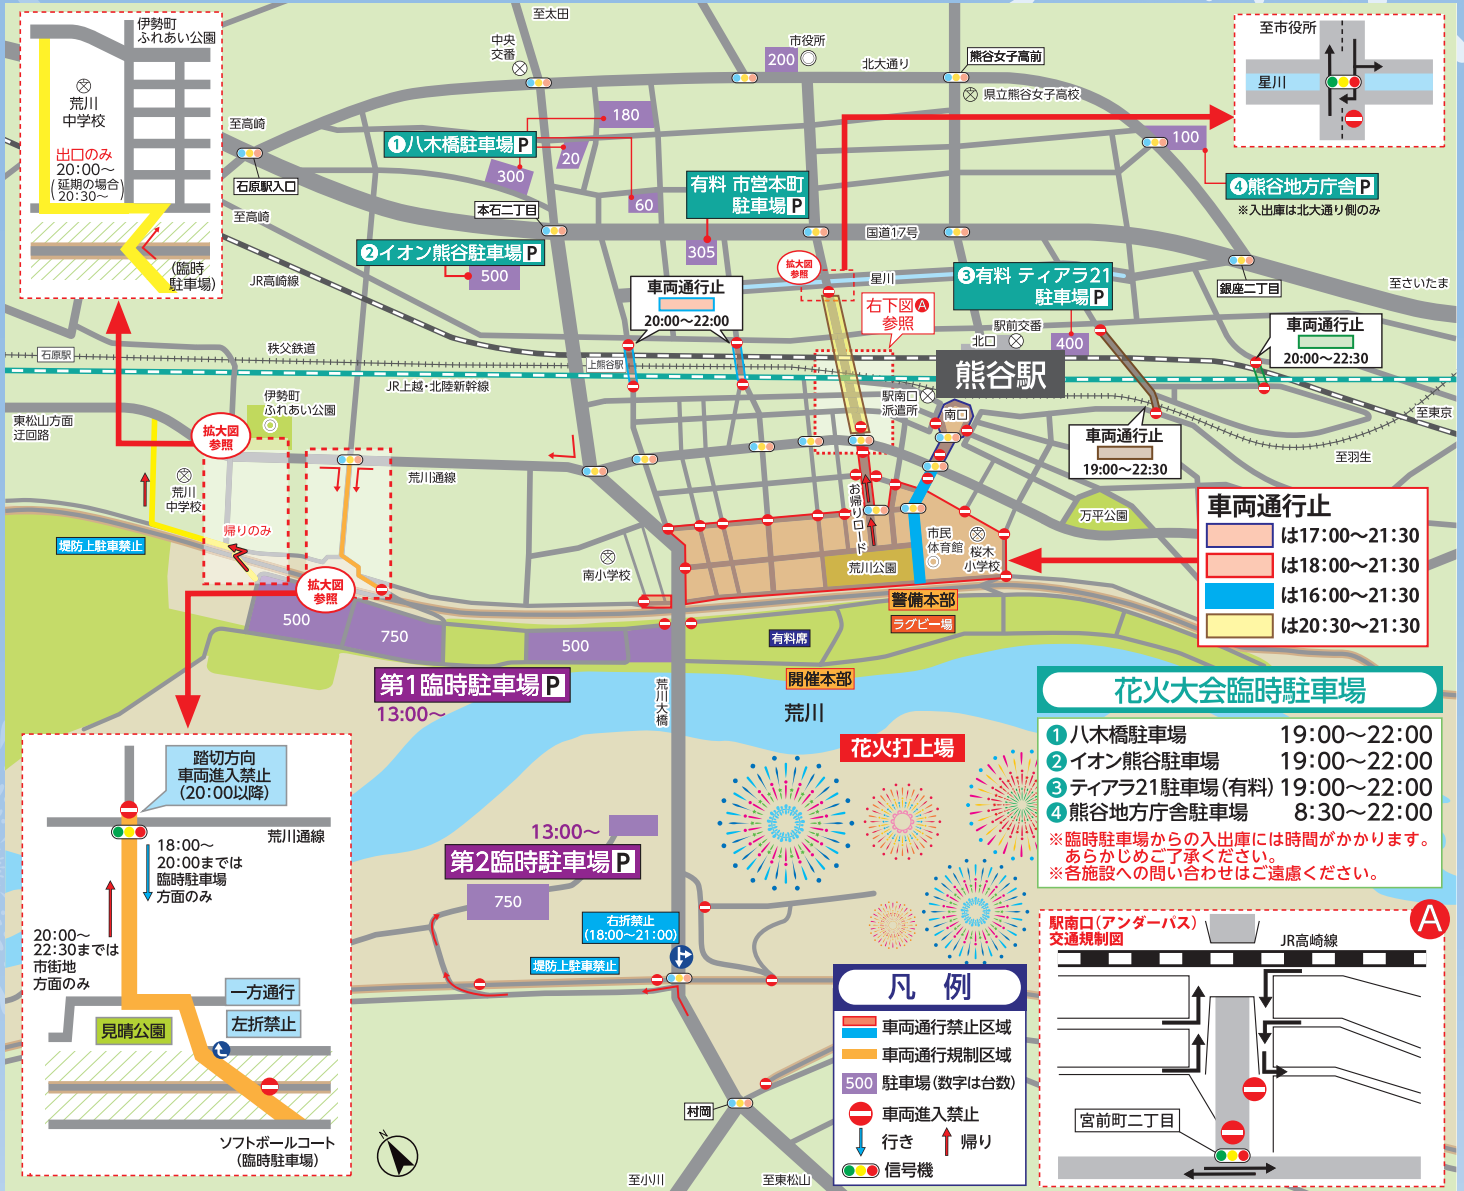 伊勢町
ふれあい公園
荒川
中学校
出口のみ
20:00〜
(延期の場合)
20:30〜
(臨時
駐車場)
至太田
中央
交番
市役所
200
北大通り
熊谷女子高前
県立熊谷女子高校
至市役所
星川
至高崎
石原駅入口
至高崎
180
❶八木橋駐車場P
20
300
60
本石二丁目
有料 市営本町
駐車場P
305
100
❹熊谷地方庁舎P
※入出庫は北大通り側のみ
❷イオン熊谷駐車場P
500
国道17号
拡大図
参照
星川
❸有料 ティアラ21
駐車場P
400
銀座二丁目
至さいたま
JR高崎線
車両通行止
20:00〜22:00
右下図A
参照
駅前交番
北口
車両通行止
20:00〜22:30
石原駅
秩父鉄道
上熊谷駅
熊谷駅
JR上越・北陸新幹線
伊勢町
ふれあい公園
駅南口
派遣所
南口
至東京
東松山方面
迂回路
拡大図
参照
車両通行止
19:00〜22:30
至羽生
荒川
中学校
荒川通線
お帰りロード
万平公園
車両通行止
は17:00〜21:30
は18:00〜21:30
は16:00〜21:30
は20:30〜21:30
帰りのみ
堤防上駐車禁止
市民
体育館
桜木
小学校
南小学校
荒川公園
拡大図
参照
警備本部
ラグビー場
500
750
500
有料席
開催本部
第1臨時駐車場P
13:00〜
荒川大橋
荒川
花火打上場
花火大会臨時駐車場
❶八木橋駐車場 19:00〜22:00
❷イオン熊谷駐車場 19:00〜22:00
❸ティアラ21駐車場(有料) 19:00〜22:00
❹熊谷地方庁舎駐車場 8:30〜22:00
※臨時駐車場からの入出庫には時間がかかります。
あらかじめご了承ください。
※各施設への問い合わせはご遠慮ください。
踏切方向
車両進入禁止
(20:00以降)
荒川通線
18:00〜
20:00までは
臨時駐車場
方面のみ
20:00〜
22:30までは
市街地
方面のみ
一方通行
左折禁止
見晴公園
ソフトボールコート
(臨時駐車場)
N
13:00〜
第2臨時駐車場P
750
右折禁止
(18:00〜21:00)
堤防上駐車禁止
村岡
至小川
至東松山
凡 例
車両通行禁止区域
車両通行規制区域
500 駐車場(数字は台数)
車両進入禁止
行き 帰り
信号機
駅南口(アンダーパス)
交通規制図
A
JR高崎線
宮前町二丁目